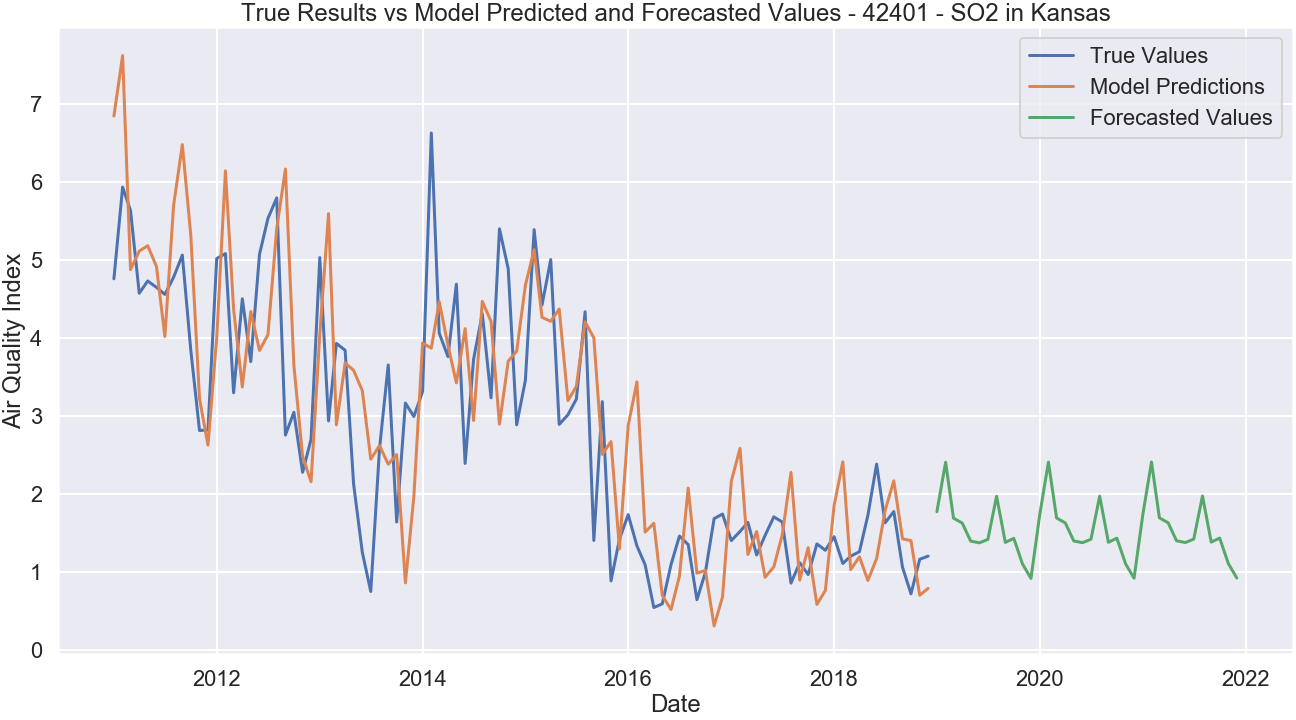 True Results vs Model Predicted and Forecasted Values - 42401 - SO2 in Kansas
True Values
Model Predictions
Forecasted Values
Air Quality Index
7
6
5
4
3
2
1
0
2012 2014 2016 2018 2020 2022
Date